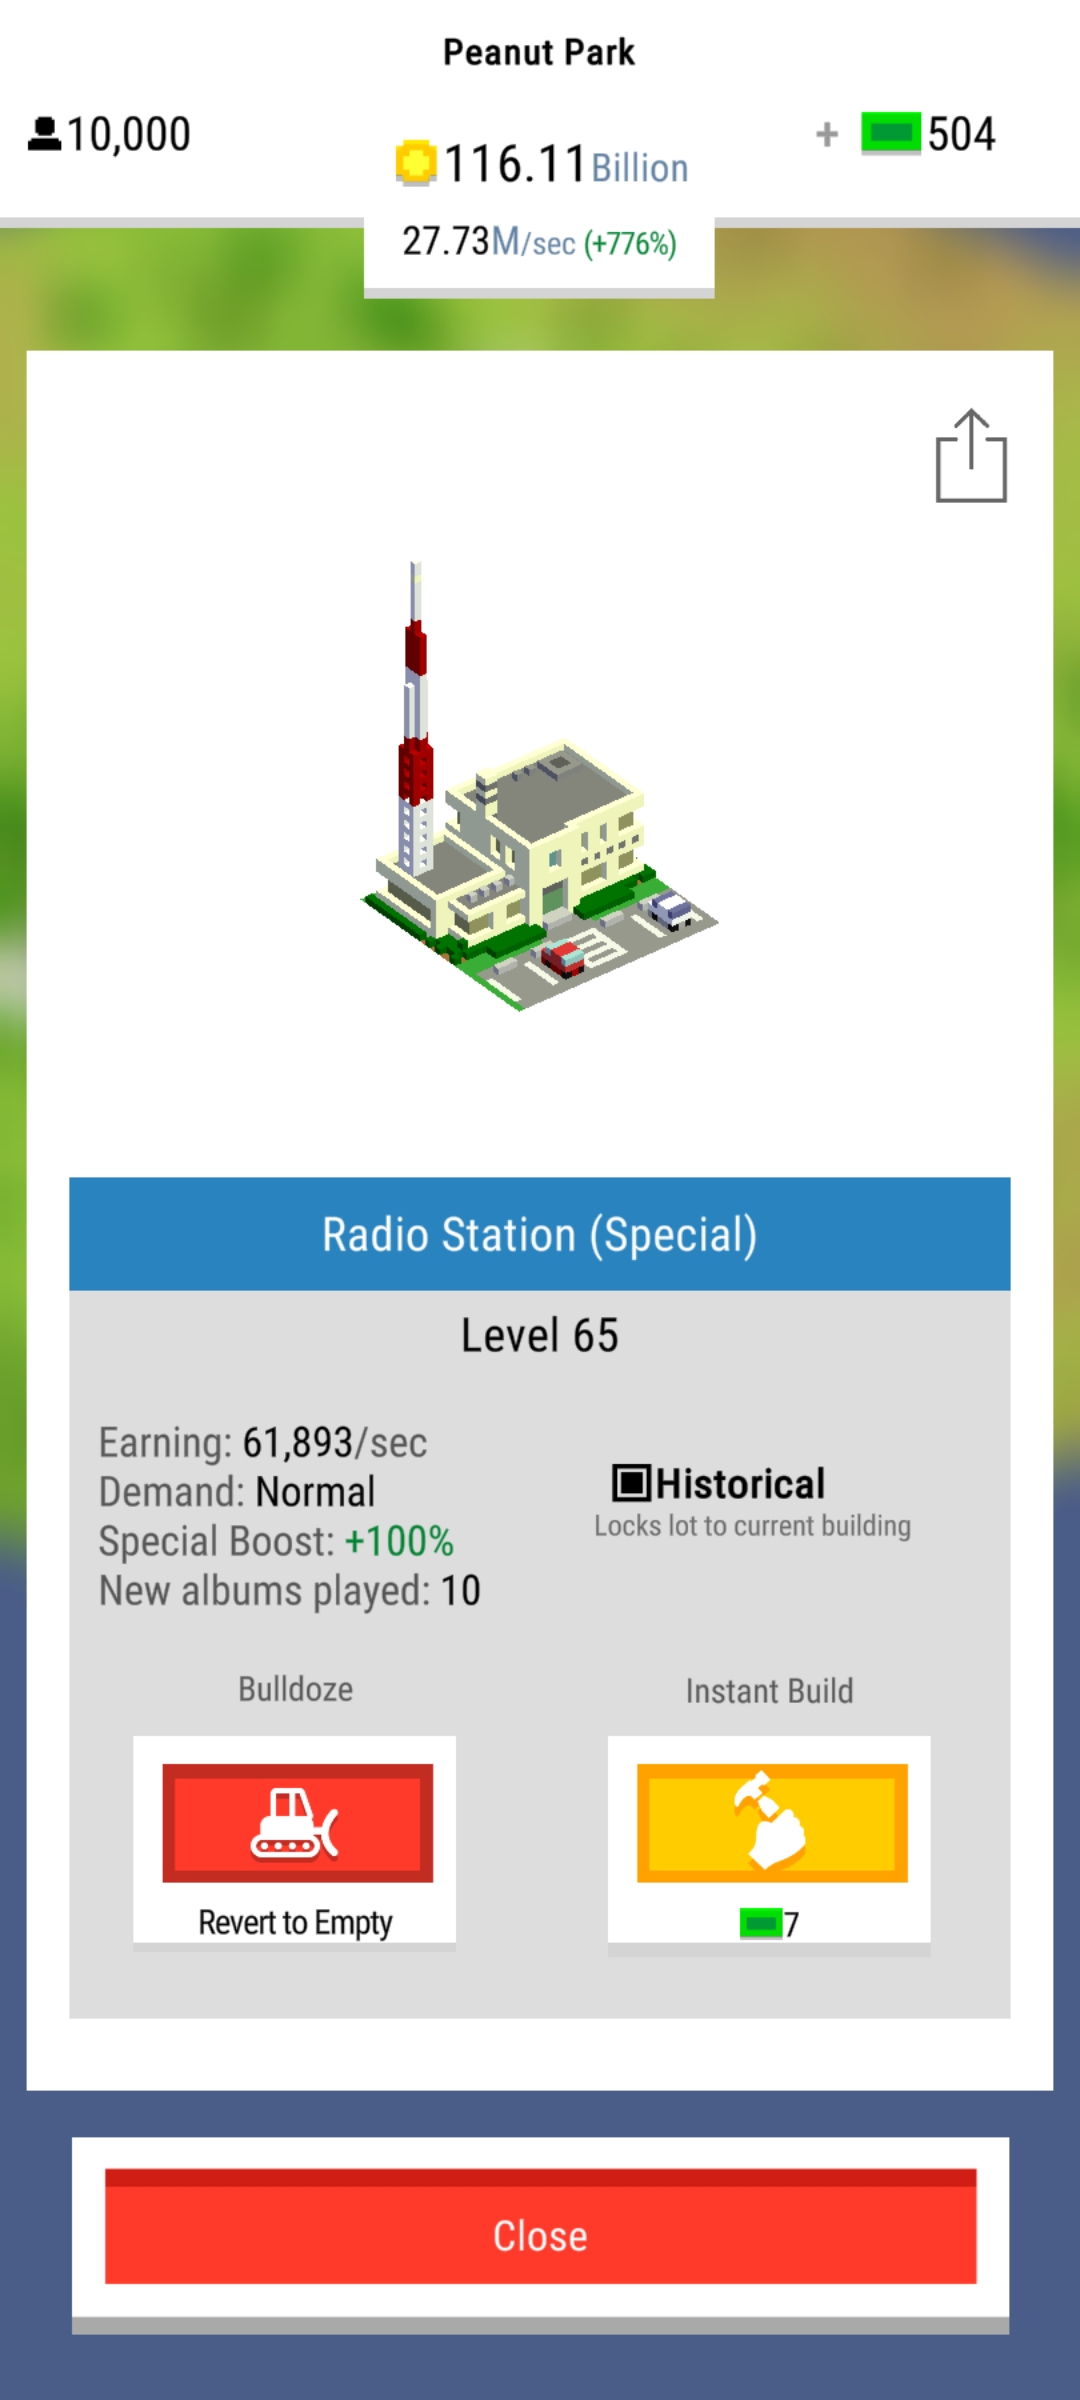 Peanut Park
10,000
116.11 Billion
+ 504
27.73M/sec (+776%)
Radio Station (Special)
Level 65
Earning: 61,893/sec
Demand: Normal
Special Boost: +100%
New albums played: 10
Historical
Locks lot to current building
Bulldoze
Revert to Empty
Instant Build
7
Close